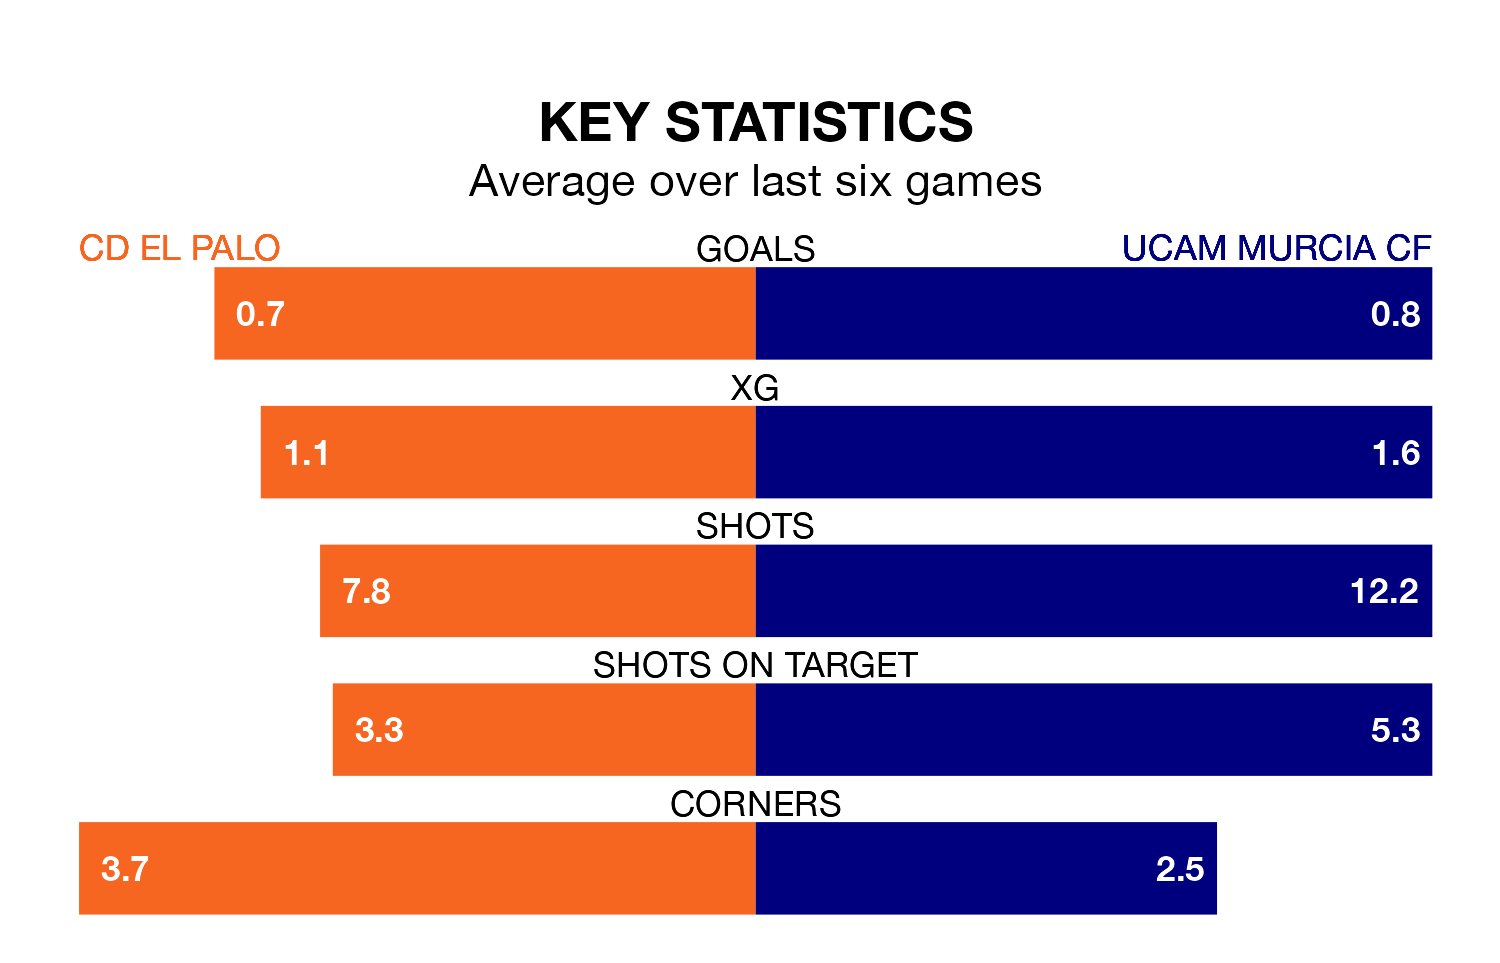 KEY STATISTICS
Average over last six games
CD EL PALO GOALS UCAM MURCIA CF
0.7 0.8
XG
1.1 1.6
SHOTS
7.8 12.2
SHOTS ON TARGET
3.3 5.3
CORNERS
3.7 2.5